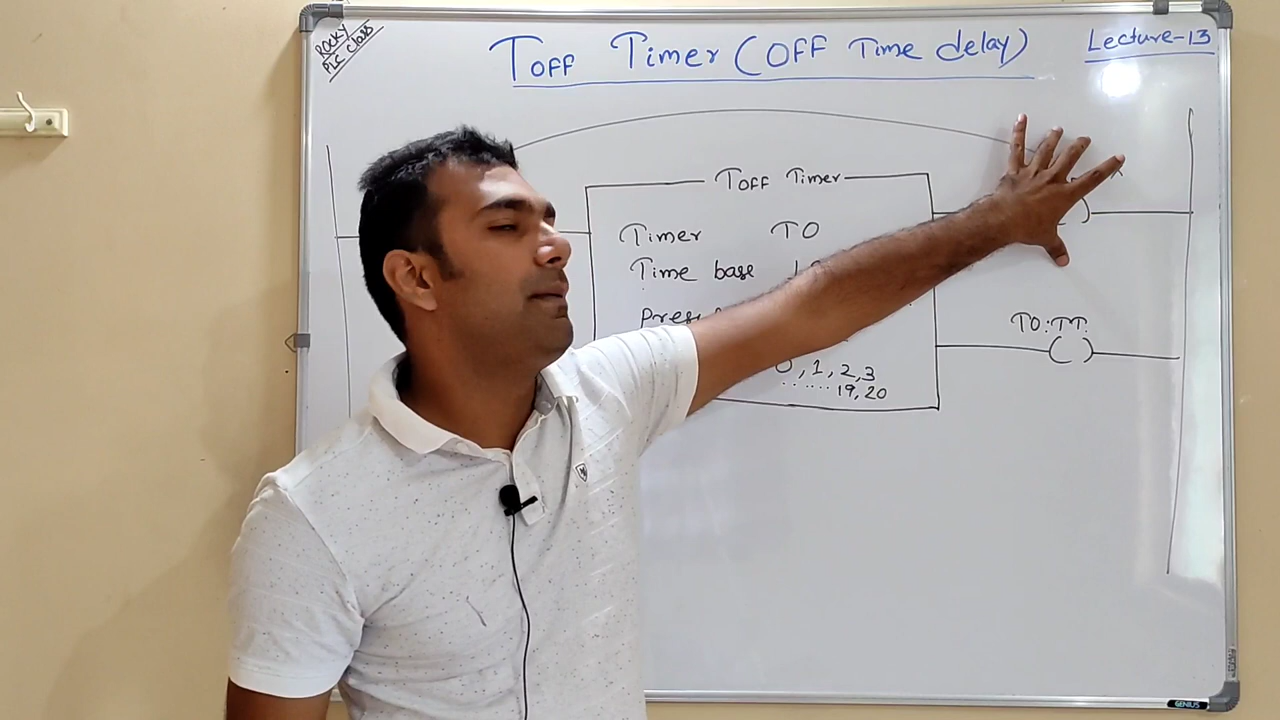 ROCKY
PLC Class
Toff Timer (OFF Time delay)
Lecture-13
Toff Timer
Timer T0
Time base
T0:TT
0, 1, 2, 3
...... 19, 20
GENIUS